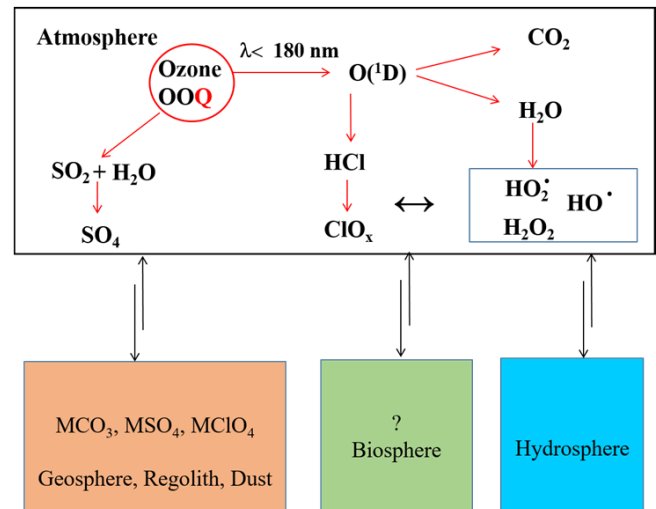 Atmosphere
Ozone
OOQ
λ< 180 nm
O(¹D)
CO₂
H₂O
SO₂ + H₂O
SO₄
HCl
ClOₓ
HO₂•
HO•
H₂O₂
MCO₃, MSO₄, MClO₄
Geosphere, Regolith, Dust
?
Biosphere
Hydrosphere